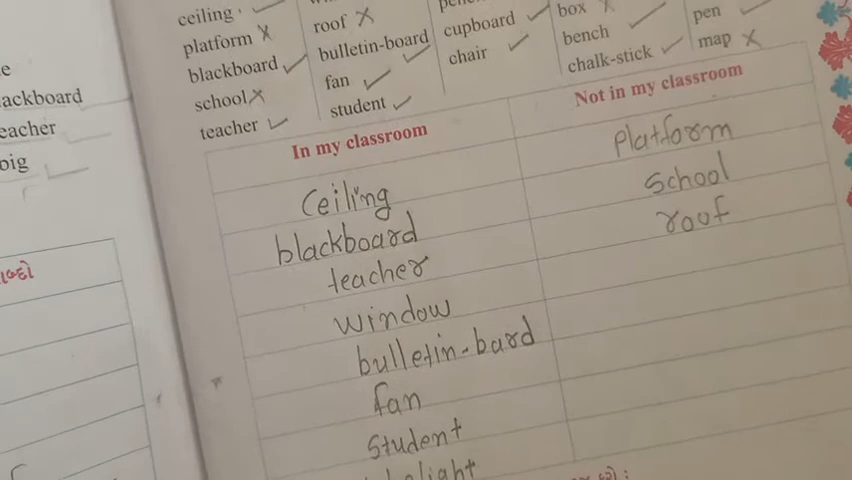 ackboard
eacher
big
ceiling ✓
platform X
blackboard ✓
school X
teacher ✓
roof X
bulletin-board ✓
fan ✓
student ✓
cupboard ✓
chair ✓
box X
bench ✓
chalk-stick ✓
pen ✓
map X
In my classroom Not in my classroom
Ceiling platform
blackboard school
teacher roof
window
bulletin-bard
fan
Student